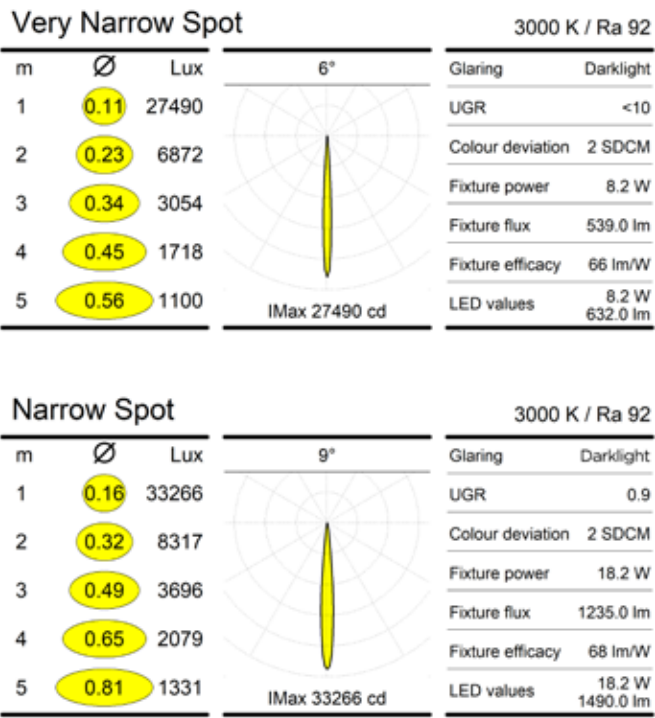 Very Narrow Spot 3000 K / Ra 92
m Ø Lux 6° Glaring Darklight
1 0.11 27490 UGR <10
2 0.23 6872 Colour deviation 2 SDCM
3 0.34 3054 Fixture power 8.2 W
Fixture flux 539.0 lm
4 0.45 1718 Fixture efficacy 66 lm/W
5 0.56 1100 IMax 27490 cd LED values 8.2 W
632.0 lm
Narrow Spot 3000 K / Ra 92
m Ø Lux 9° Glaring Darklight
1 0.16 33266 UGR 0.9
2 0.32 8317 Colour deviation 2 SDCM
3 0.49 3696 Fixture power 18.2 W
Fixture flux 1235.0 lm
4 0.65 2079 Fixture efficacy 68 lm/W
5 0.81 1331 IMax 33266 cd LED values 18.2 W
1490.0 lm